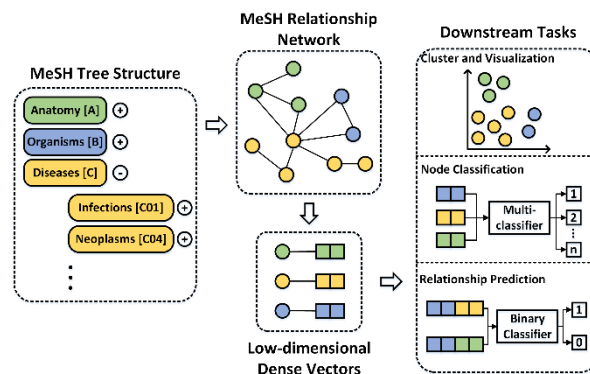 MeSH Tree Structure
Anatomy [A]
+
Organisms [B]
+
Diseases [C]
-
Infections [C01]
+
Neoplasms [C04]
+
MeSH Relationship
Network
Low-dimensional
Dense Vectors
Downstream Tasks
Cluster and Visualization
Node Classification
Multi-
classifier
1
2
n
Relationship Prediction
Binary
Classifier
1
0